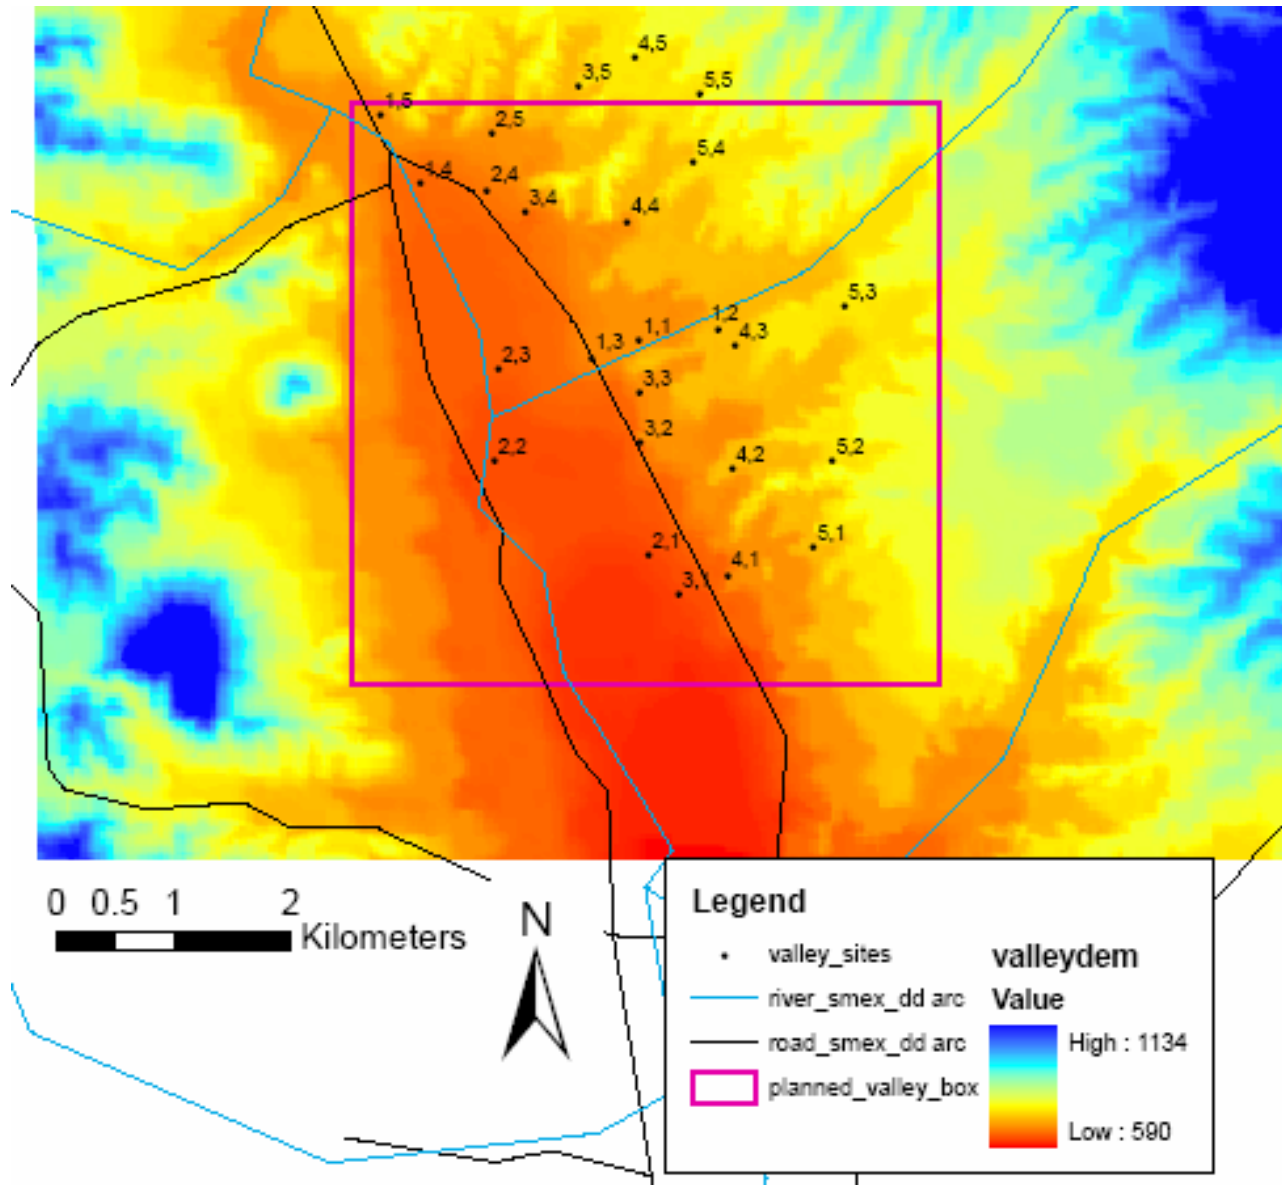 4,5
3,5
5,5
1,5
2,5
5,4
1,4
2,4
3,4
4,4
5,3
1,2
1,1
4,3
1,3
2,3
3,3
3,2
4,2
5,2
2,2
5,1
2,1
4,1
3,1
0 0.5 1 2
Kilometers
N
Legend
valley_sites
river_smex_dd arc
road_smex_dd arc
planned_valley_box
valleydem
Value
High : 1134
Low : 590